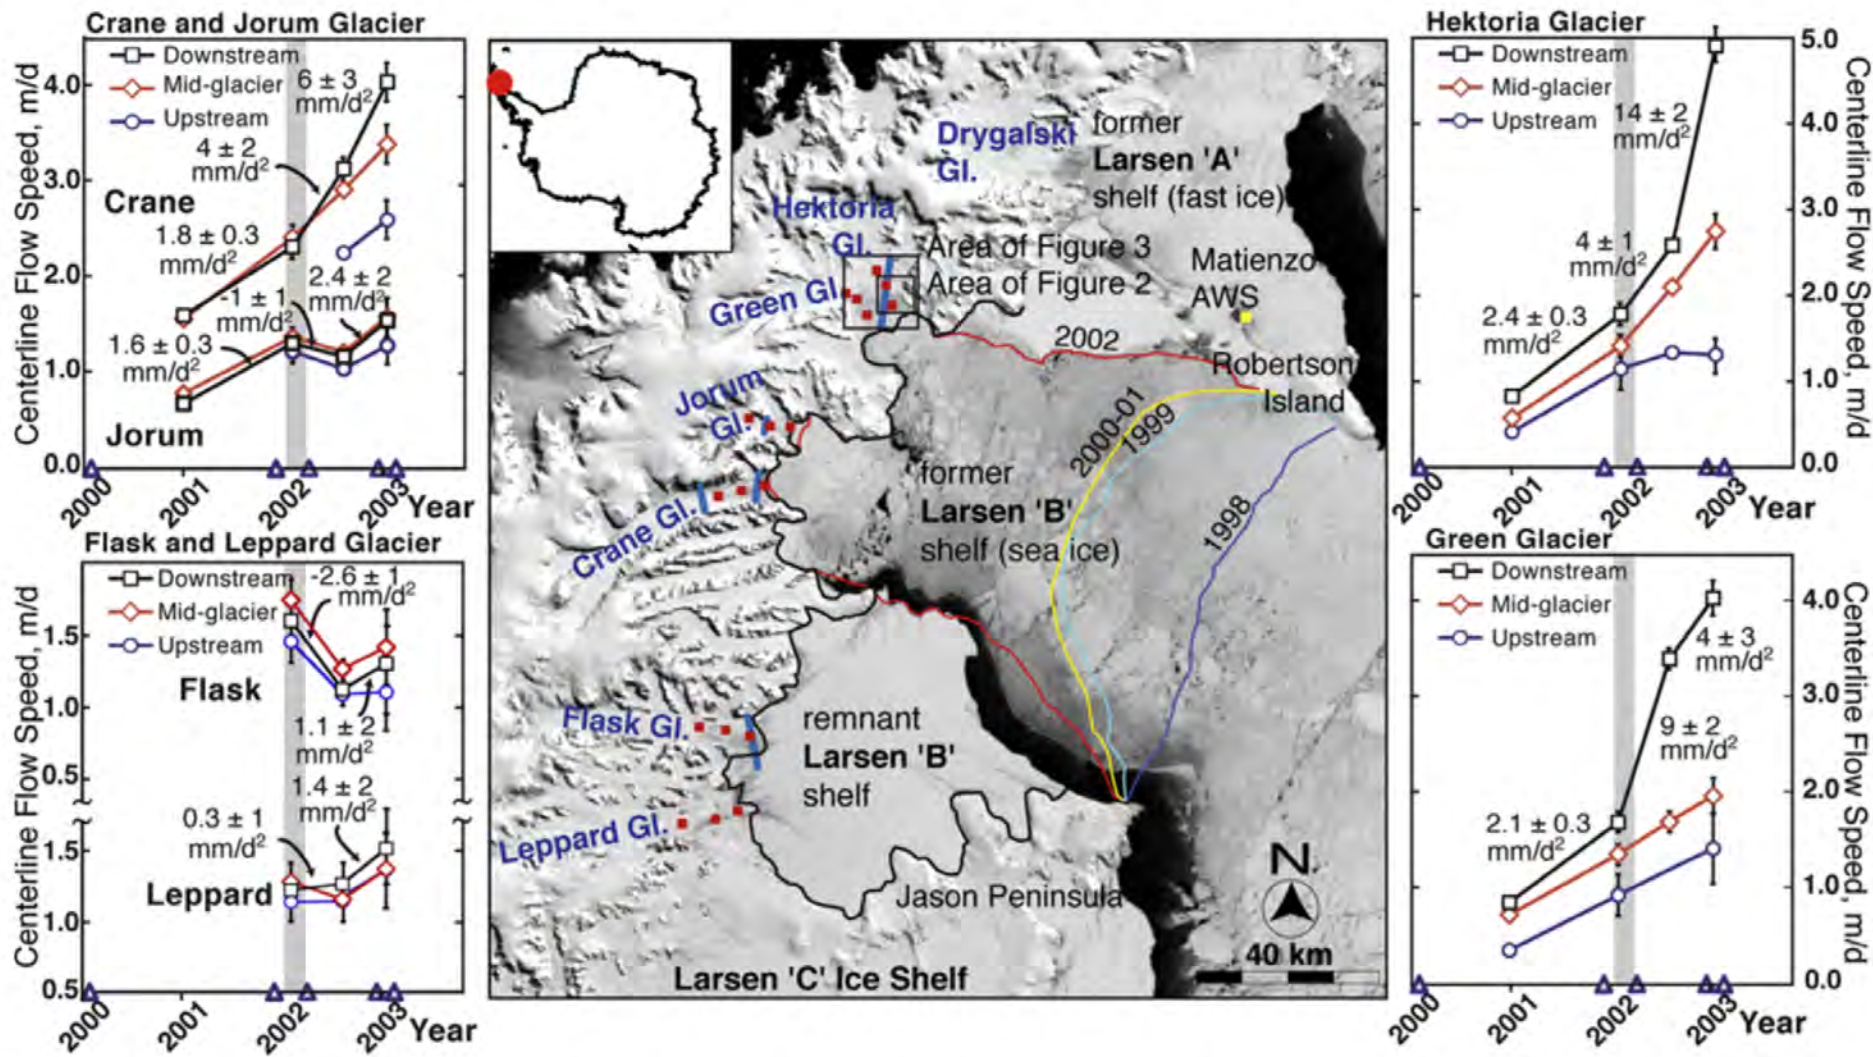 Crane and Jorum Glacier
Downstream
Mid-glacier
Upstream
6 ± 3
mm/d²
4 ± 2
mm/d²
Crane
1.8 ± 0.3
mm/d²
2.4 ± 2
mm/d²
-1 ± 1
mm/d²
1.6 ± 0.3
mm/d²
Jorum
4.0
3.0
2.0
1.0
0.0
Centerline Flow Speed, m/d
2000
2001
2002
2003
Year
Flask and Leppard Glacier
Downstream
Mid-glacier
Upstream
-2.6 ± 1
mm/d²
Flask
1.1 ± 2
mm/d²
1.4 ± 2
mm/d²
0.3 ± 1
mm/d²
Leppard
1.5
1.0
0.5
1.5
1.0
0.5
Centerline Flow Speed, m/d
2000
2001
2002
2003
Year
Drygalski
Gl.
former
Larsen 'A'
shelf (fast ice)
Hektoria
Gl.
Area of Figure 3
Area of Figure 2
Green Gl.
Matienzo
AWS
2002
Robertson
Island
Jorum
Gl.
2000-01
1999
1998
former
Larsen 'B'
shelf (sea ice)
Crane Gl.
Flask Gl.
remnant
Larsen 'B'
shelf
Leppard Gl.
Jason Peninsula
N
40 km
Larsen 'C' Ice Shelf
Hektoria Glacier
Downstream
Mid-glacier
Upstream
14 ± 2
mm/d²
4 ± 1
mm/d²
2.4 ± 0.3
mm/d²
5.0
4.0
3.0
2.0
1.0
0.0
Centerline Flow Speed, m/d
2000
2001
2002
2003
Year
Green Glacier
Downstream
Mid-glacier
Upstream
4 ± 3
mm/d²
9 ± 2
mm/d²
2.1 ± 0.3
mm/d²
4.0
3.0
2.0
1.0
0.0
Centerline Flow Speed, m/d
2000
2001
2002
2003
Year